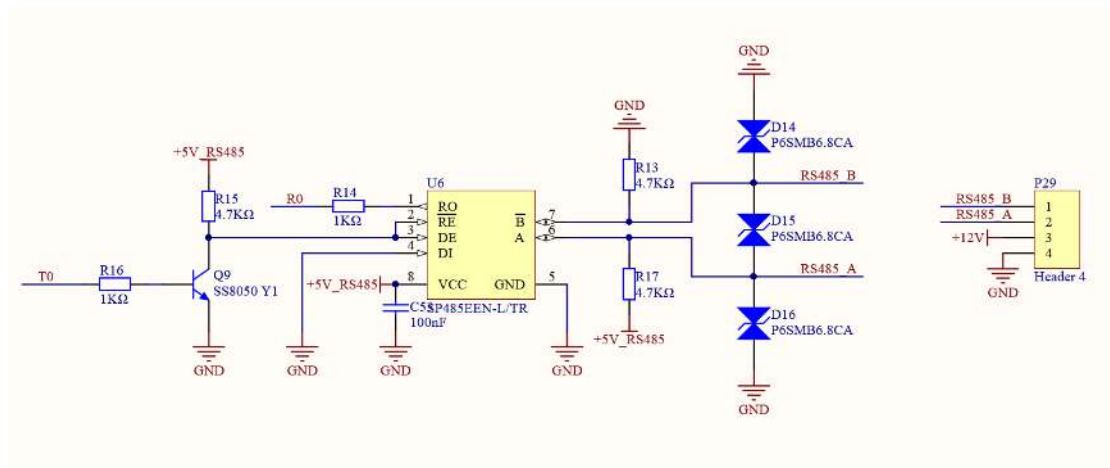 GND
D14
P6SMB6.8CA
GND
+5V_RS485
R13
4.7KΩ
RS485_B
P29
U6
R15
4.7KΩ
R0
R14
1KΩ
1
RO
2
RE
3
DE
4
DI
7
B
6
A
D15
P6SMB6.8CA
RS485_B
1
RS485_A
2
+12V
3
4
Header 4
GND
T0
R16
1KΩ
Q9
SS8050 Y1
+5V_RS485
8
VCC
GND
5
R17
4.7KΩ
RS485_A
SP485EEN-L/TR
100nF
+5V_RS485
D16
P6SMB6.8CA
GND
GND
GND
GND
GND